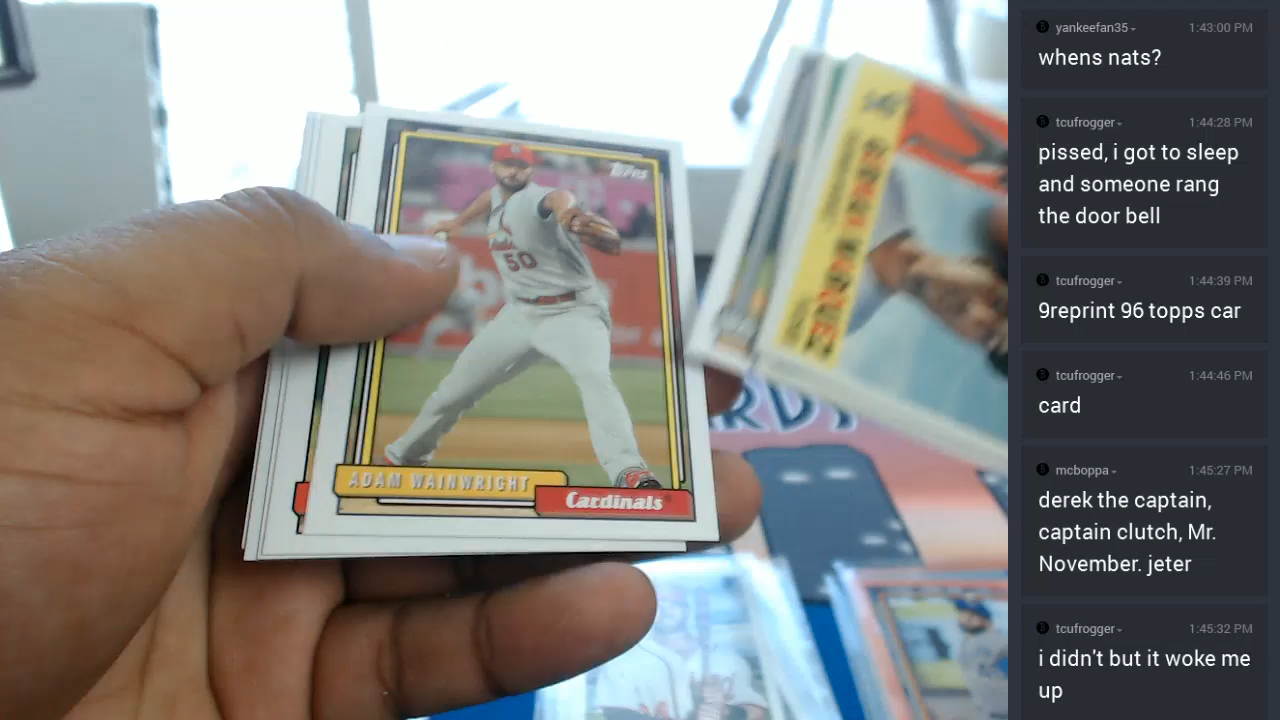 Topps
50
ADAM WAINWRIGHT
Cardinals
yankeefan35
1:43:00 PM
whens nats?
tcufrogger
1:44:28 PM
pissed, i got to sleep
and someone rang
the door bell
tcufrogger
1:44:39 PM
9reprint 96 topps car
tcufrogger
1:44:46 PM
card
mcboppa
1:45:27 PM
derek the captain,
captain clutch, Mr.
November. jeter
tcufrogger
1:45:32 PM
i didn't but it woke me
up